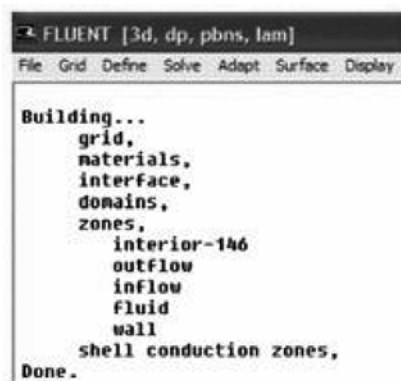 FLUENT [3d, dp, pbns, lam]
File Grid Define Solve Adapt Surface Display
Building...
grid,
materials,
interface,
domains,
zones,
interior-146
outflow
inflow
fluid
wall
shell conduction zones,
Done.